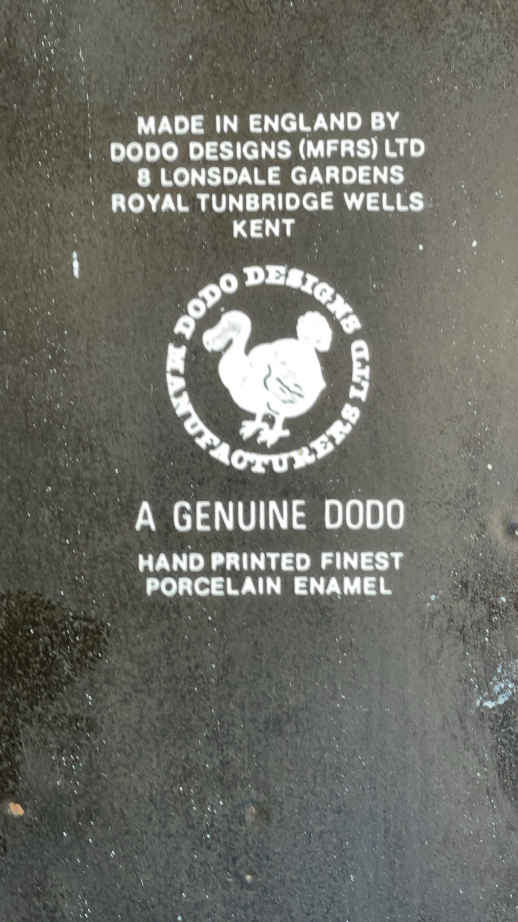 MADE IN ENGLAND BY
DODO DESIGNS (MFRS) LTD
8 LONSDALE GARDENS
ROYAL TUNBRIDGE WELLS
KENT
DODO DESIGNS
MANUFACTURERS LTD
A GENUINE DODO
HAND PRINTED FINEST
PORCELAIN ENAMEL